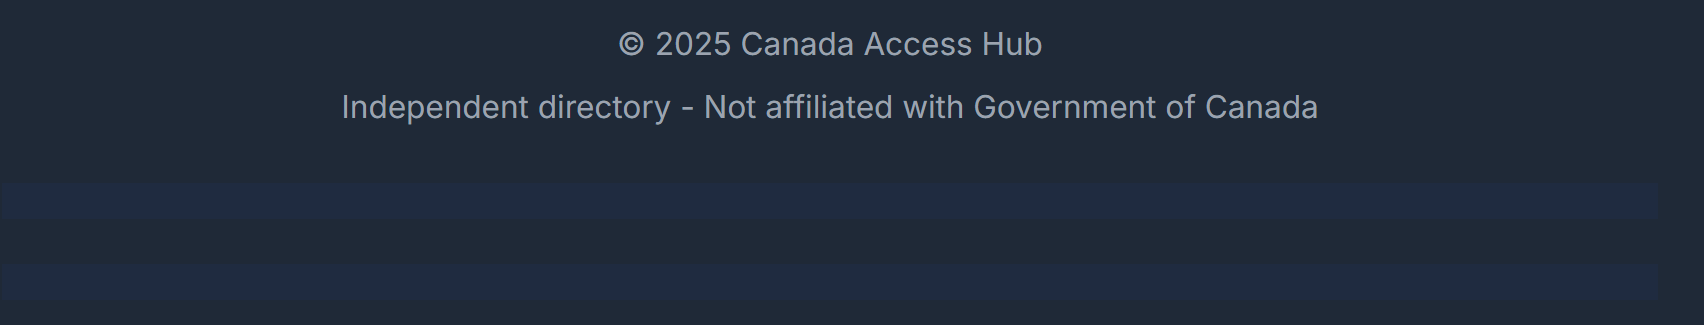 © 2025 Canada Access Hub
Independent directory - Not affiliated with Government of Canada